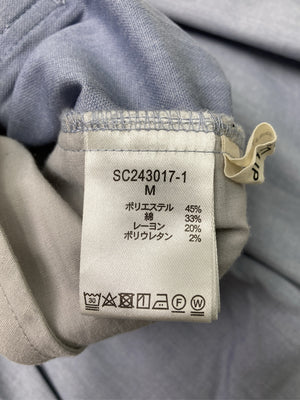 SC243017-1
M
ポリエステル 45%
綿 33%
レーヨン 20%
ポリウレタン 2%
30 F W